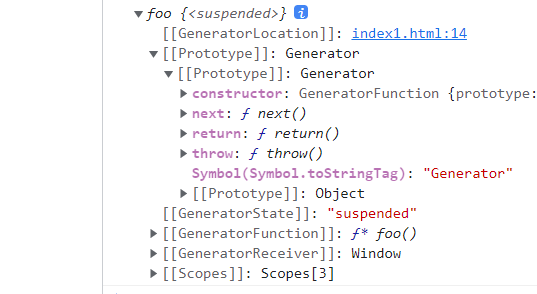 foo {<suspended>} i
[[GeneratorLocation]]: index1.html:14
[[Prototype]]: Generator
[[Prototype]]: Generator
constructor: GeneratorFunction {prototype:
next: ƒ next()
return: ƒ return()
throw: ƒ throw()
Symbol(Symbol.toStringTag): "Generator"
[[Prototype]]: Object
[[GeneratorState]]: "suspended"
[[GeneratorFunction]]: ƒ* foo()
[[GeneratorReceiver]]: Window
[[Scopes]]: Scopes[3]